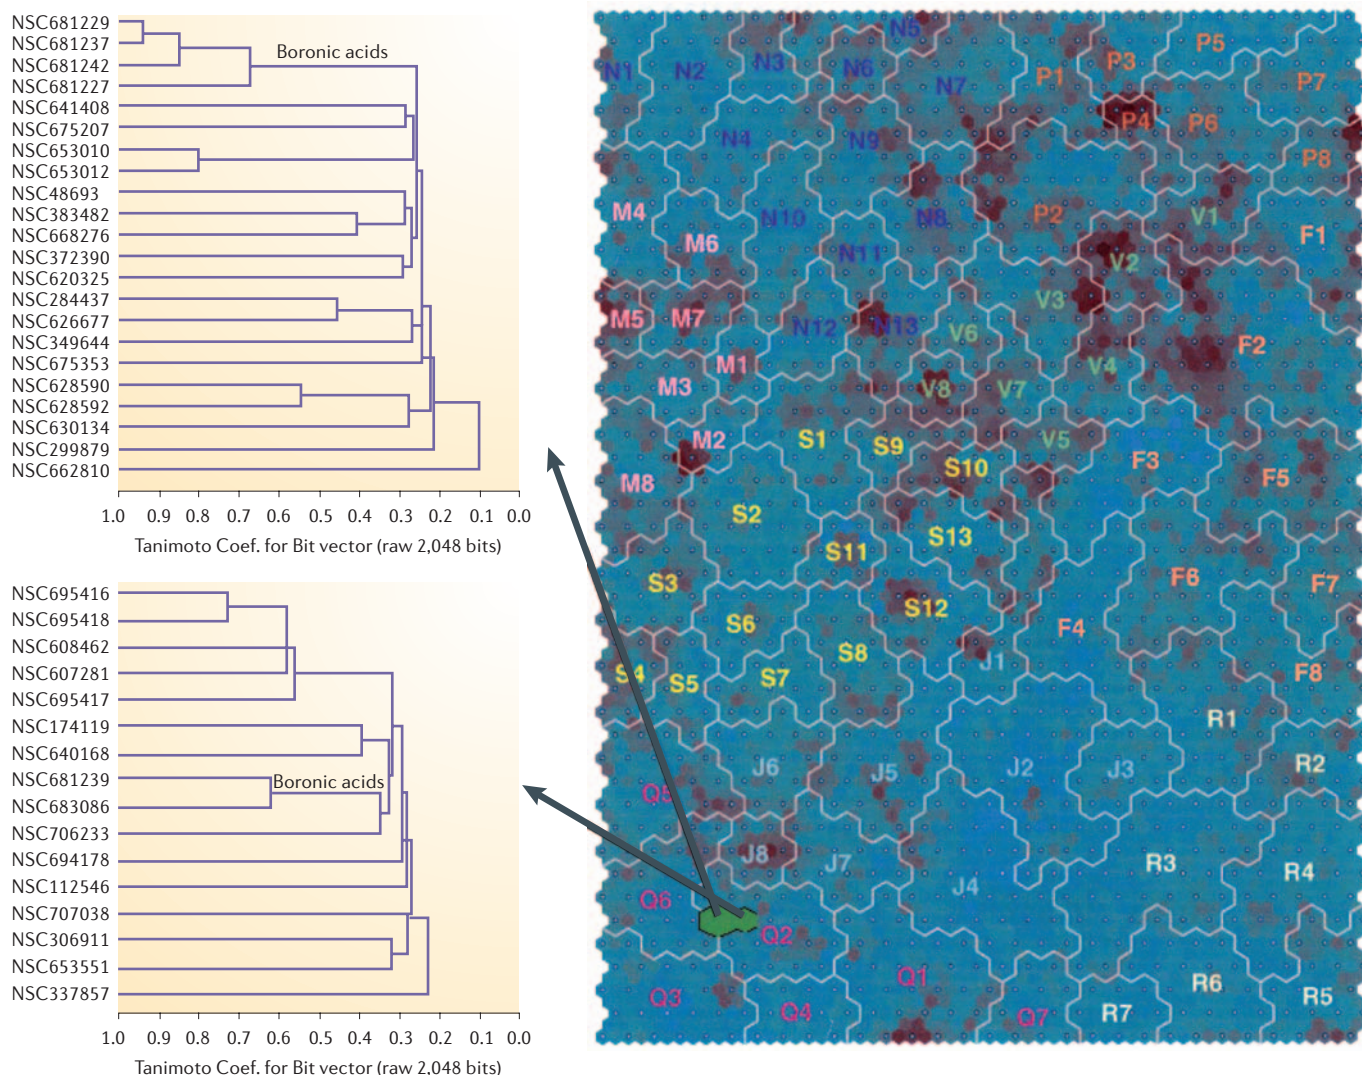 NSC681229
NSC681237
NSC681242
NSC681227
NSC641408
NSC675207
NSC653010
NSC653012
NSC48693
NSC383482
NSC668276
NSC372390
NSC620325
NSC284437
NSC626677
NSC349644
NSC675353
NSC628590
NSC628592
NSC630134
NSC299879
NSC662810
Boronic acids
1.0 0.9 0.8 0.7 0.6 0.5 0.4 0.3 0.2 0.1 0.0
Tanimoto Coef. for Bit vector (raw 2,048 bits)
NSC695416
NSC695418
NSC608462
NSC607281
NSC695417
NSC174119
NSC640168
NSC681239
NSC683086
NSC706233
NSC694178
NSC112546
NSC707038
NSC306911
NSC653551
NSC337857
Boronic acids
1.0 0.9 0.8 0.7 0.6 0.5 0.4 0.3 0.2 0.1 0.0
Tanimoto Coef. for Bit vector (raw 2,048 bits)
N5
P5
N1 N2 N3 N6 N7 P1 P3 P7
P4 P6
N4 N9 P8
M4 N10 N8 P2 V1
M6 N11 V2 F1
M5 M7 N12 N13 V6 V3 F2
M1 V4
M3 V8 V7
M2 S1 S9 V5
M8 S10 F3 F5
S2 S13
S11
S3 S12 F6 F7
S6 F4
S8 J1
S4 S5 S7 F8
R1
J6 J5 J2 J3 R2
Q5
J8 J7 R3 R4
Q6 J4
Q2
Q3 Q1 R6 R5
Q4 Q7 R7